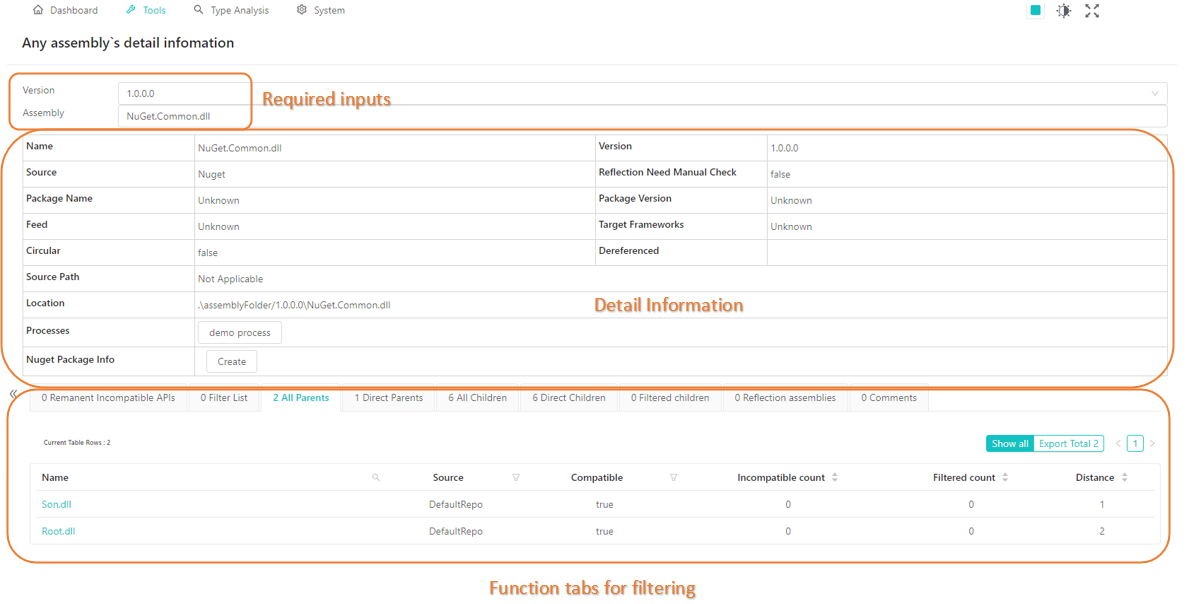 Dashboard Tools Type Analysis System
Any assembly`s detail infomation
Version 1.0.0.0
Required inputs
Assembly NuGet.Common.dll
Name NuGet.Common.dll Version 1.0.0.0
Source Nuget Reflection Need Manual Check false
Package Name Unknown Package Version Unknown
Feed Unknown Target Frameworks Unknown
Circular false Dereferenced
Source Path Not Applicable
Location .\assemblyFolder/1.0.0.0\NuGet.Common.dll
Detail Information
Processes demo process
Nuget Package Info Create
0 Remanent Incompatible APIs 0 Filter List 2 All Parents 1 Direct Parents 6 All Children 6 Direct Children 0 Filtered children 0 Reflection assemblies 0 Comments
Current Table Rows : 2 Show all Export Total 2 < 1 >
Name Source Compatible Incompatible count Filtered count Distance
Son.dll DefaultRepo true 0 0 1
Root.dll DefaultRepo true 0 0 2
Function tabs for filtering